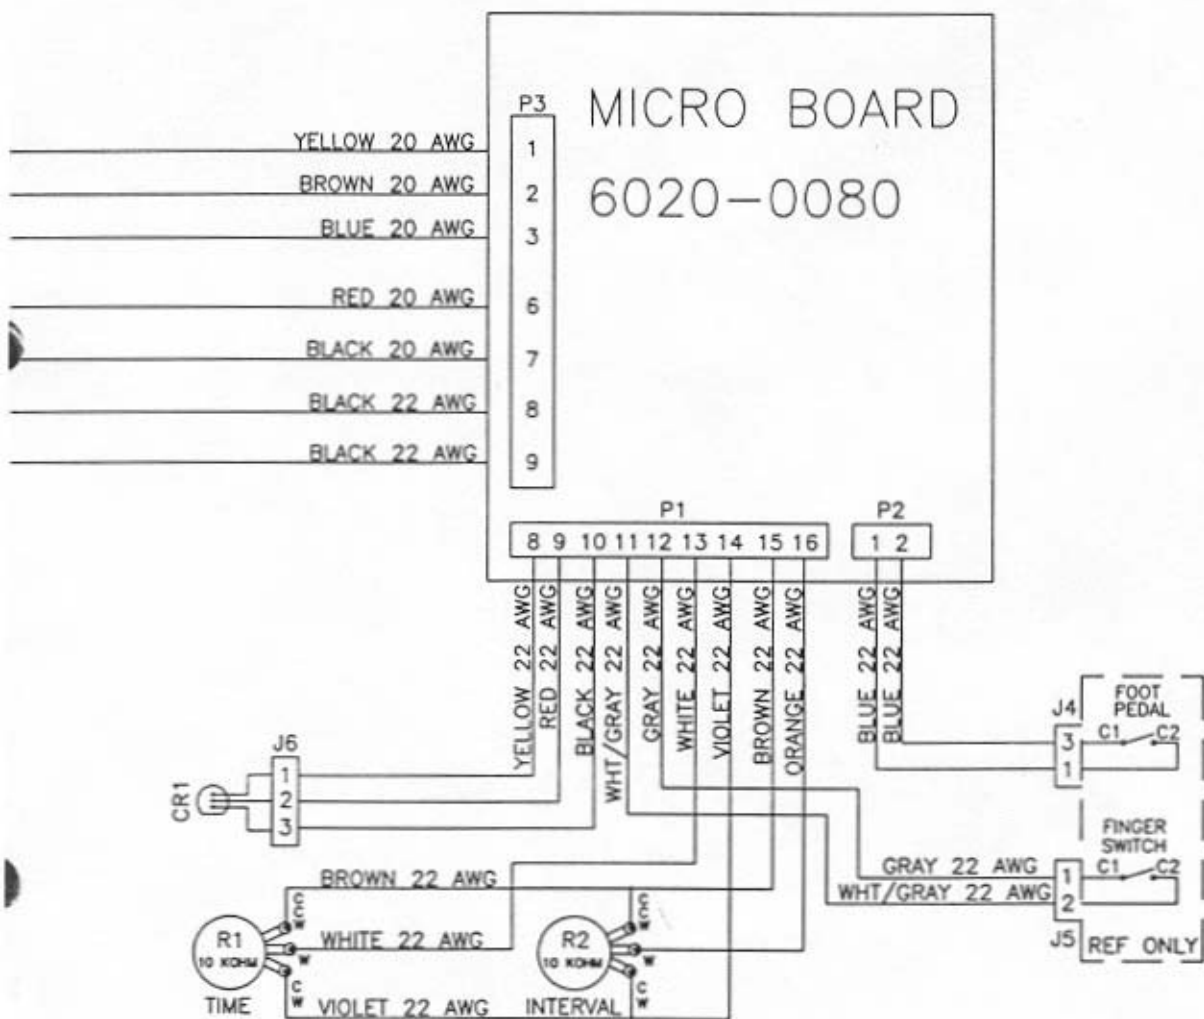 MICRO BOARD
6020-0080
P3
YELLOW 20 AWG 1
BROWN 20 AWG 2
BLUE 20 AWG 3
RED 20 AWG 6
BLACK 20 AWG 7
BLACK 22 AWG 8
BLACK 22 AWG 9
P1
8 9 10 11 12 13 14 15 16
P2
1 2
YELLOW 22 AWG
RED 22 AWG
BLACK 22 AWG
WHT/GRAY 22 AWG
GRAY 22 AWG
WHITE 22 AWG
VIOLET 22 AWG
BROWN 22 AWG
ORANGE 22 AWG
BLUE 22 AWG
BLUE 22 AWG
J4
3
1
FOOT
PEDAL
C1 C2
J6
1
2
3
CR1
FINGER
SWITCH
C1 C2
GRAY 22 AWG 1
WHT/GRAY 22 AWG 2
J5
REF ONLY
BROWN 22 AWG
CCW
CCW
R1
10 KOHM
WHITE 22 AWG
W
R2
10 KOHM
W
CW
CW
TIME
VIOLET 22 AWG
INTERVAL